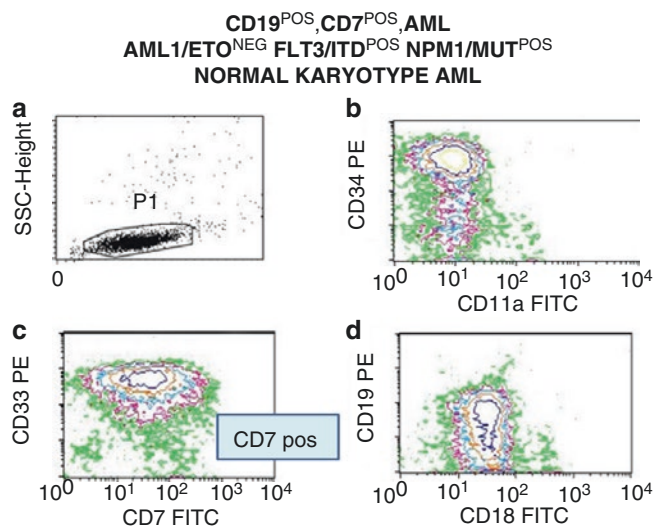 CD19POS,CD7POS,AML
AML1/ETONEG FLT3/ITDPOS NPM1/MUTPOS
NORMAL KARYOTYPE AML
a
SSC-Height
P1
0
b
CD34 PE
10^0 10^1 10^2 10^3 10^4
CD11a FITC
c
CD33 PE
CD7 pos
10^0 10^1 10^2 10^3 10^4
CD7 FITC
d
CD19 PE
10^0 10^1 10^2 10^3 10^4
CD18 FITC